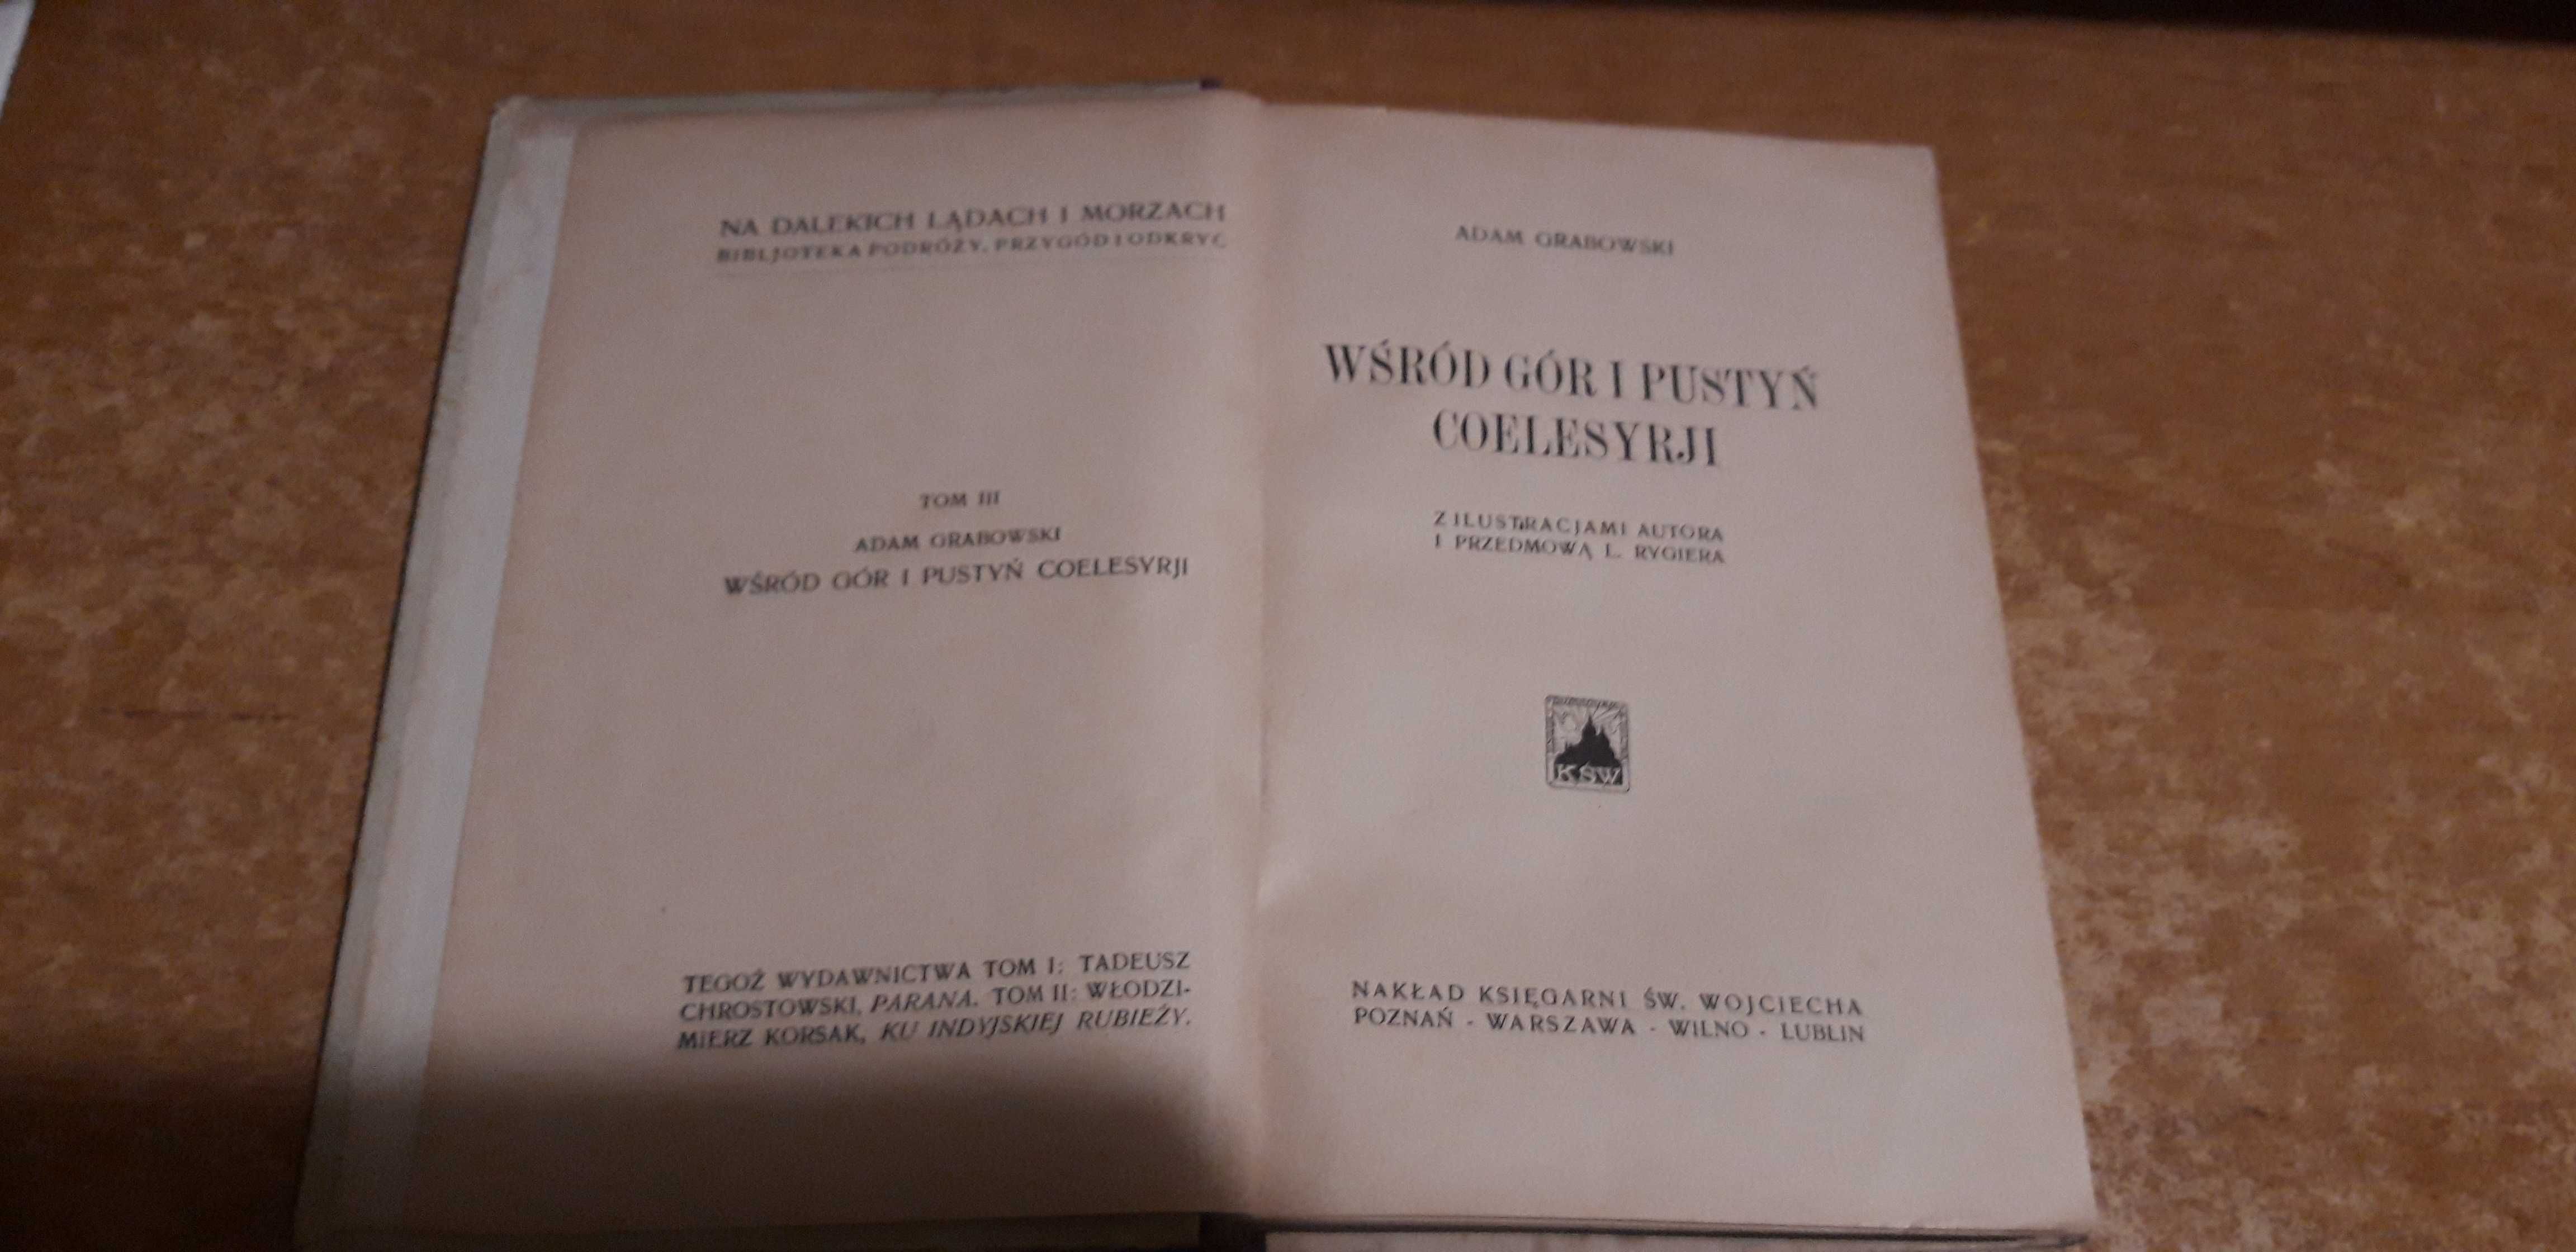 NA DALEKICH LĄDACH I MORZACH
BIBLJOTEKA PODRÓŻY, PRZYGÓD I ODKRYĆ
TOM III
ADAM GRABOWSKI
WŚRÓD GÓR I PUSTYŃ COELESYRJI
TEGOŻ WYDAWNICTWA TOM I: TADEUSZ
CHROSTOWSKI, PARANA. TOM II: WŁODZI-
MIERZ KORSAK, KU INDYJSKIEJ RUBIEŻY.
ADAM GRABOWSKI
WŚRÓD GÓR I PUSTYŃ
COELESYRJI
Z ILUSTRACJAMI AUTORA
I PRZEDMOWĄ L. RYGIERA
KŚW
NAKŁAD KSIĘGARNI ŚW. WOJCIECHA
POZNAŃ - WARSZAWA - WILNO - LUBLIN